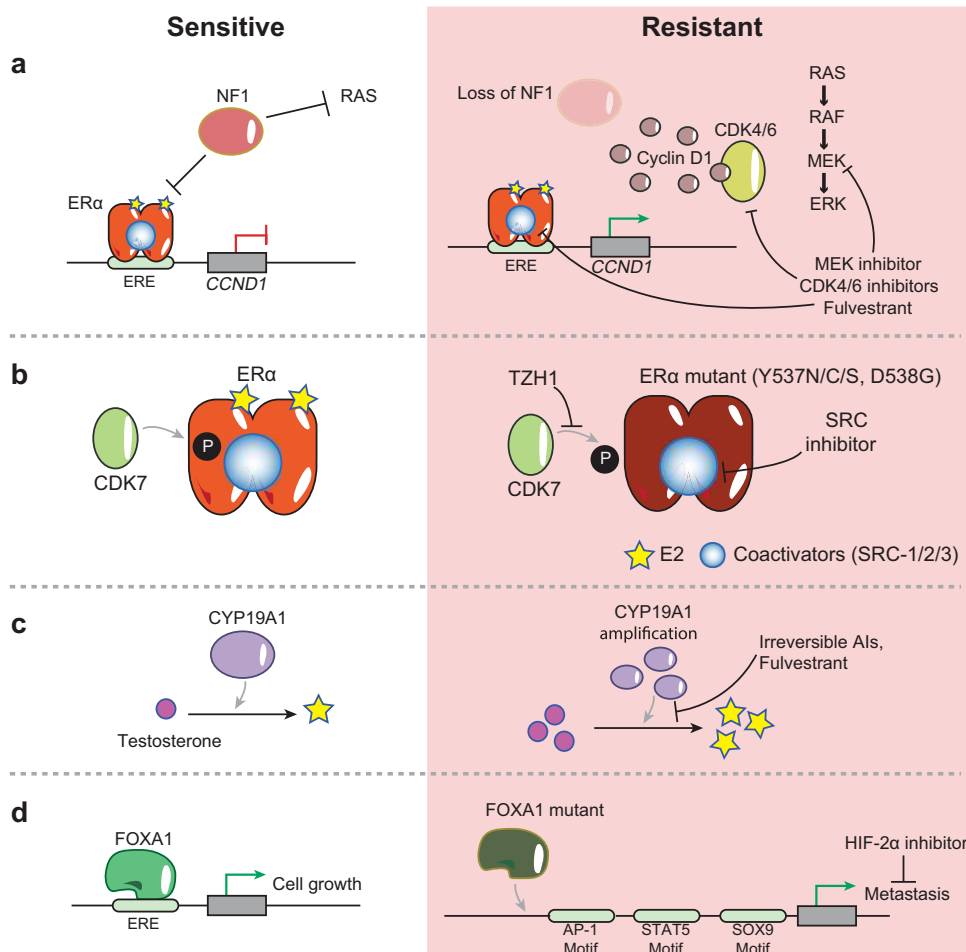 Sensitive
Resistant
a
NF1
RAS
ERα
ERE
CCND1
Loss of NF1
Cyclin D1
CDK4/6
RAS
RAF
MEK
ERK
ERE
CCND1
MEK inhibitor
CDK4/6 inhibitors
Fulvestrant
b
ERα
CDK7
P
TZH1
ERα mutant (Y537N/C/S, D538G)
CDK7
P
SRC
inhibitor
E2
Coactivators (SRC-1/2/3)
c
CYP19A1
Testosterone
CYP19A1
amplification
Irreversible AIs,
Fulvestrant
d
FOXA1
ERE
Cell growth
FOXA1 mutant
AP-1
Motif
STAT5
Motif
SOX9
Motif
HIF-2α inhibitor
Metastasis